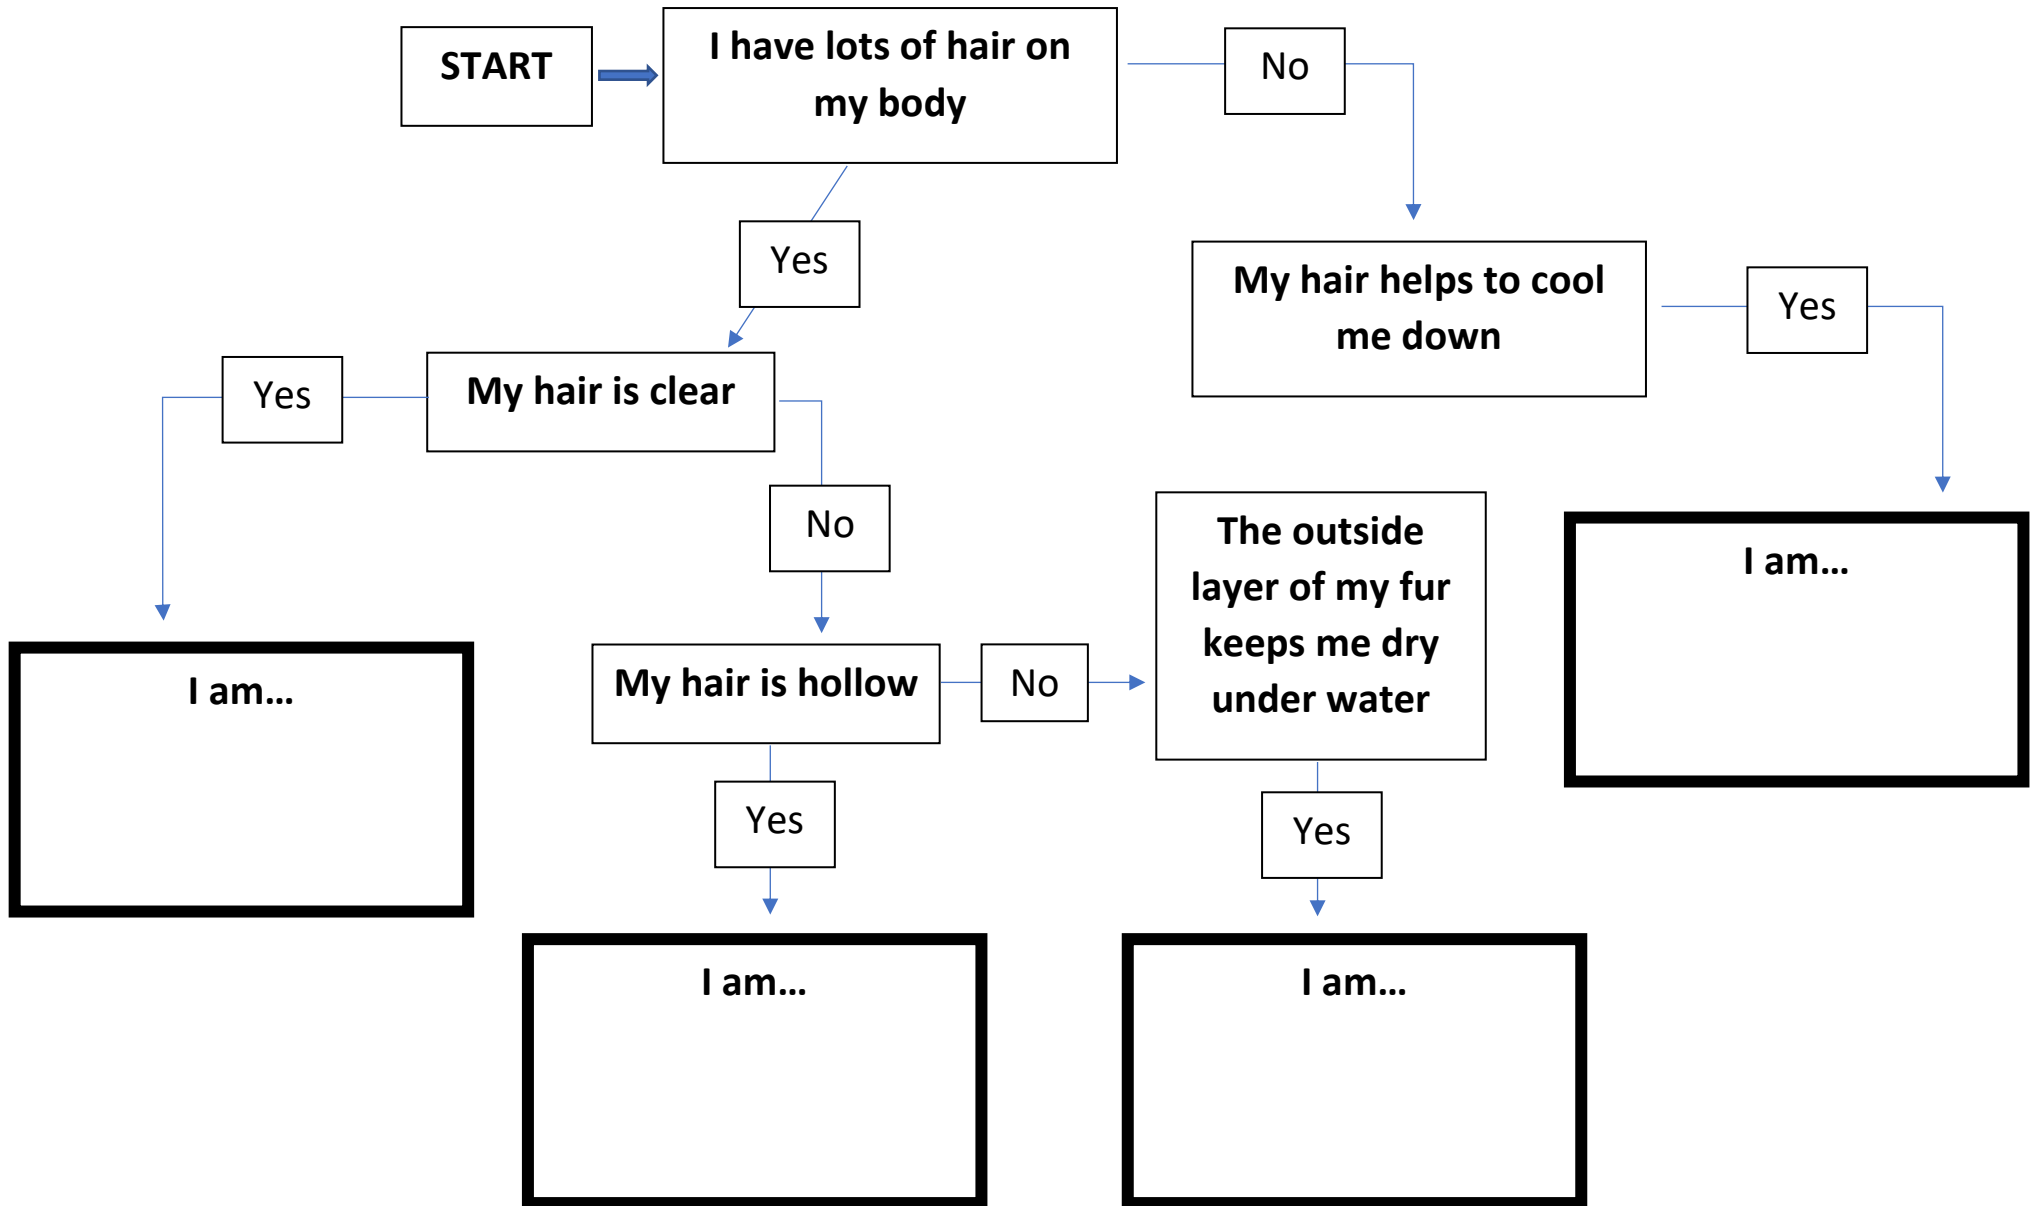 START
I have lots of hair on
my body
No
Yes
My hair helps to cool
me down
Yes
Yes
My hair is clear
No
The outside
layer of my fur
keeps me dry
under water
I am…
I am…
My hair is hollow
No
Yes
Yes
I am…
I am…